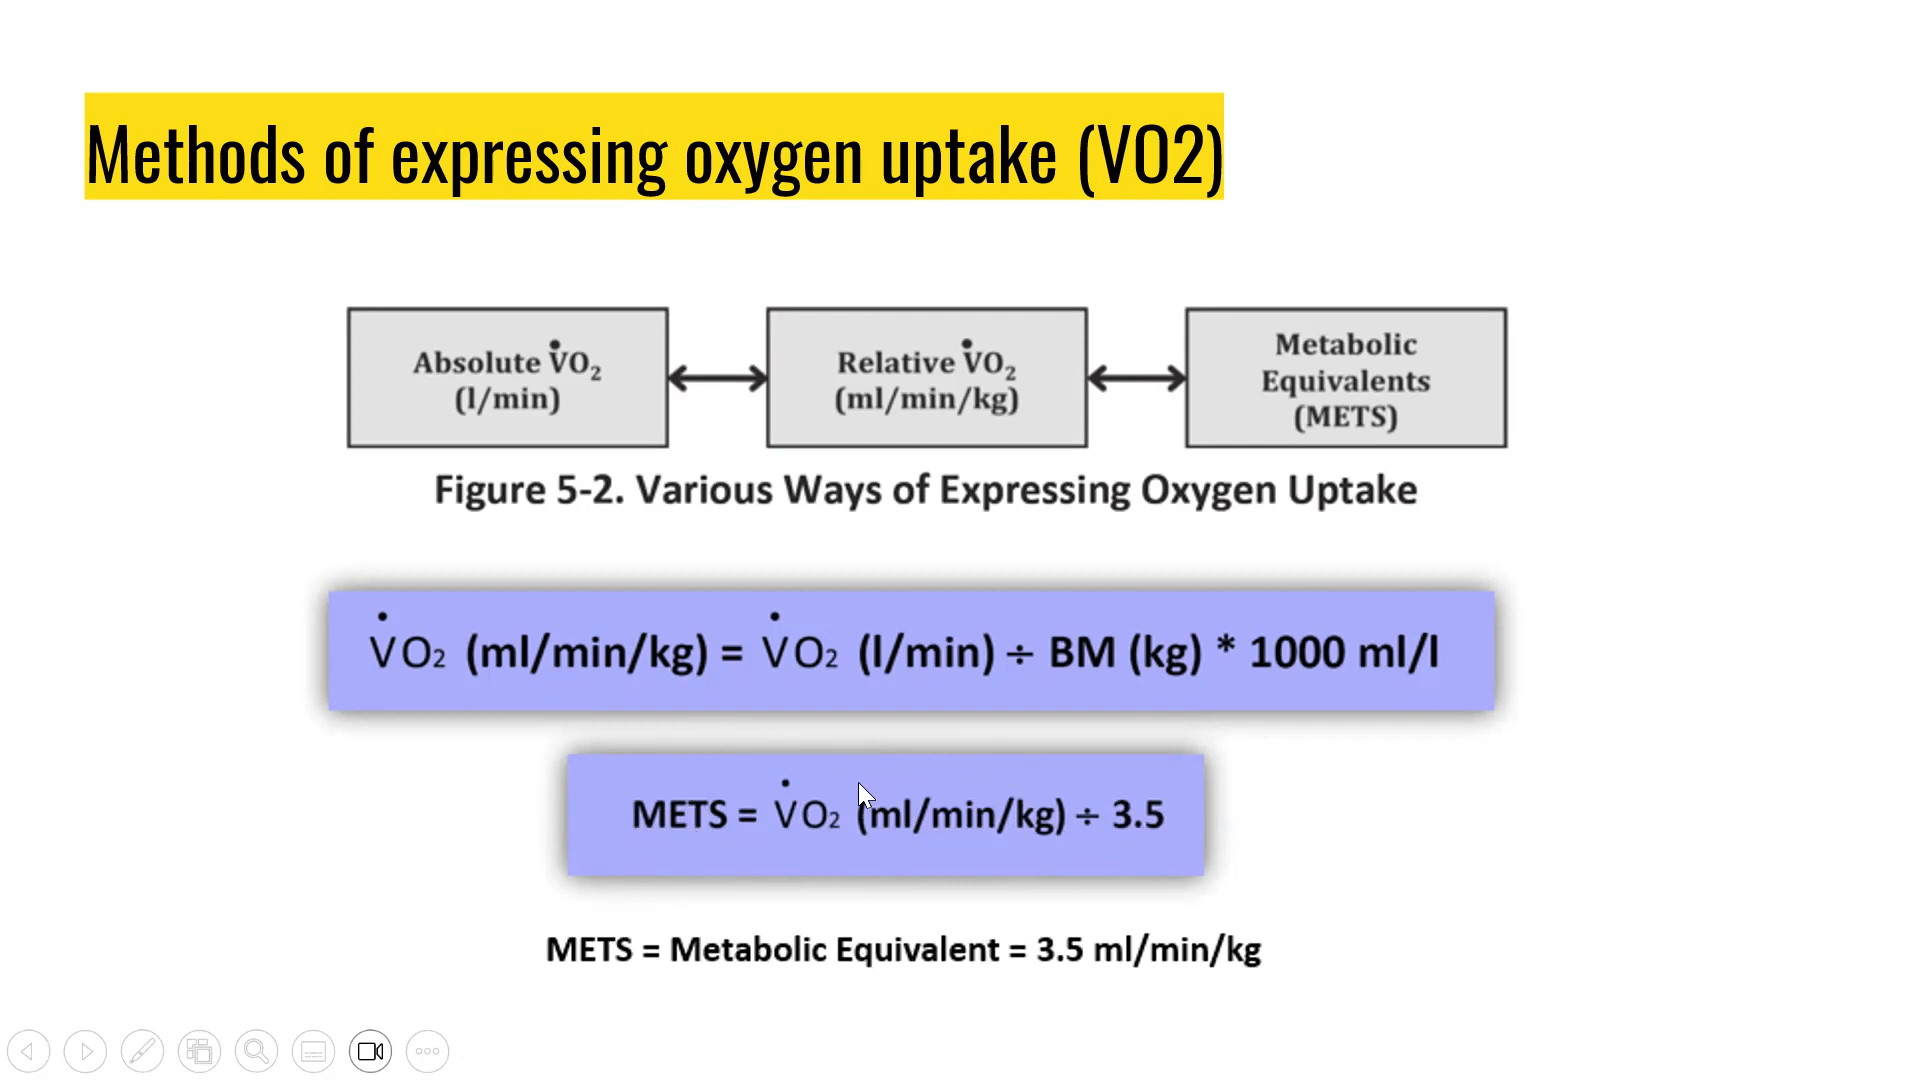 Methods of expressing oxygen uptake (VO2)
Absolute V̇O₂
(l/min)
Relative V̇O₂
(ml/min/kg)
Metabolic
Equivalents
(METS)
Figure 5-2. Various Ways of Expressing Oxygen Uptake
V̇O₂ (ml/min/kg) = V̇O₂ (l/min) ÷ BM (kg) * 1000 ml/l
METS = V̇O₂ (ml/min/kg) ÷ 3.5
METS = Metabolic Equivalent = 3.5 ml/min/kg